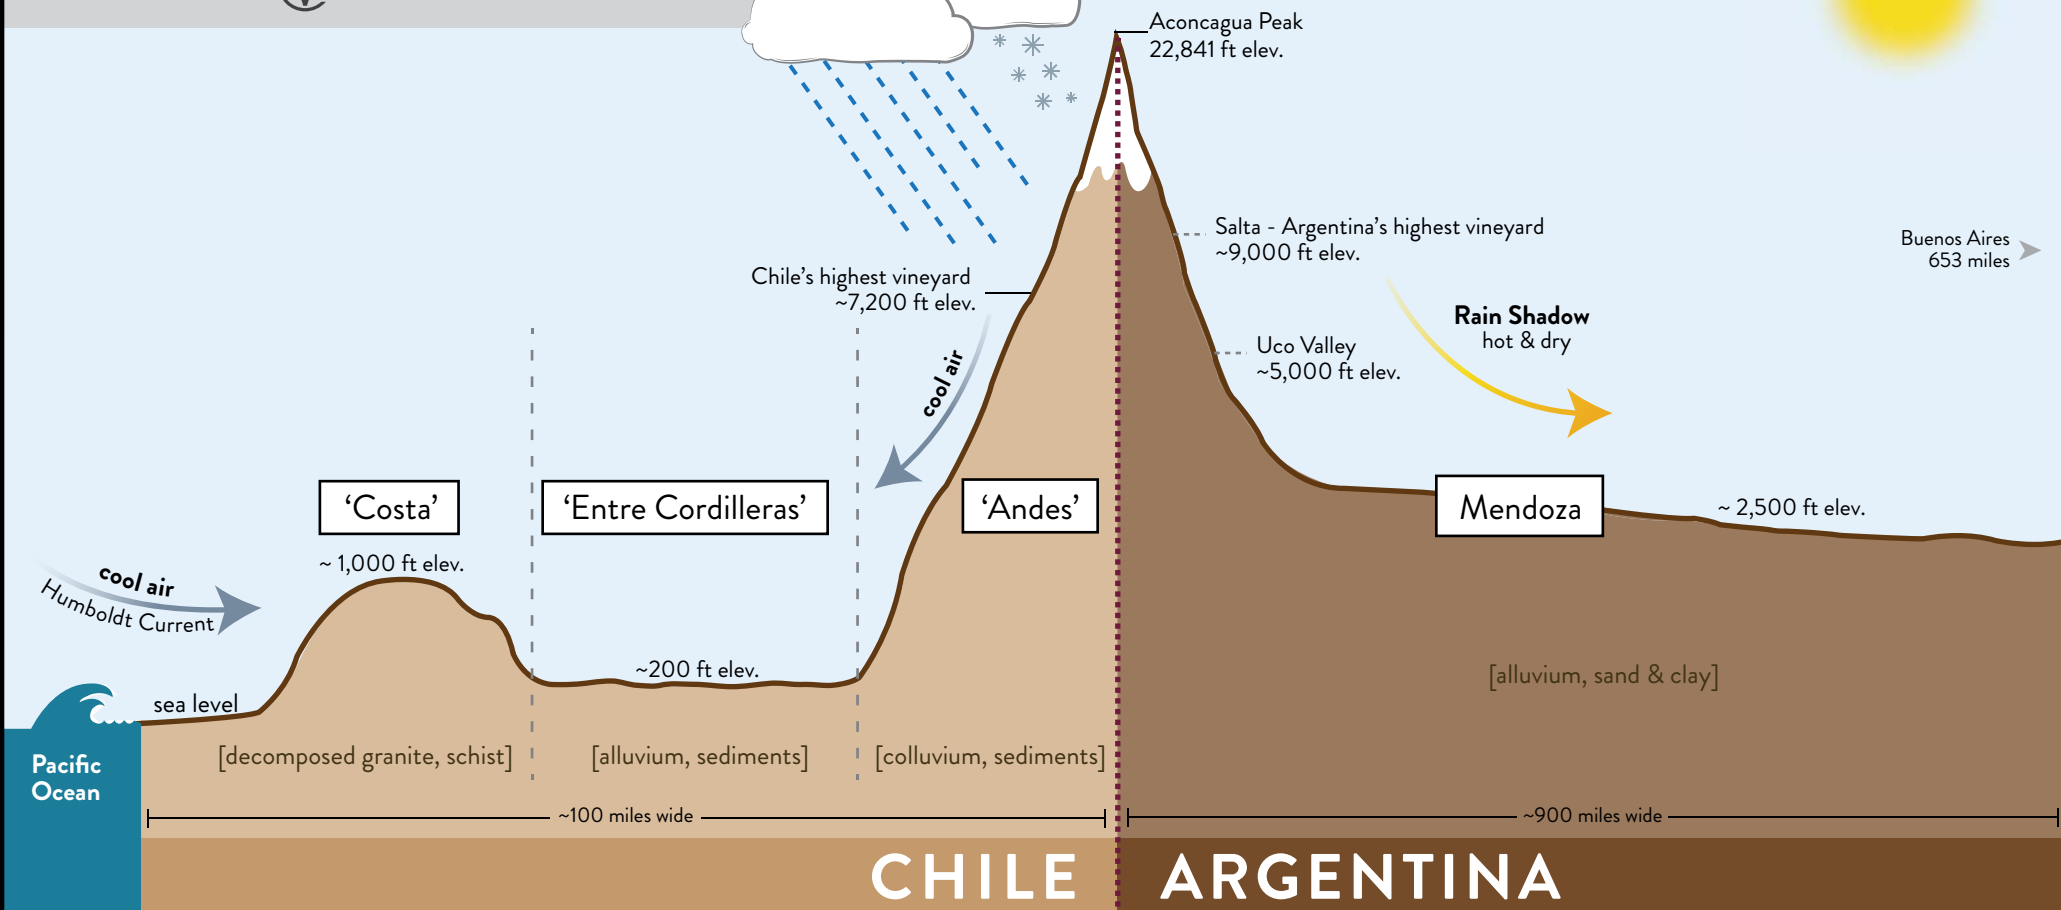 Aconcagua Peak
22,841 ft elev.
Salta - Argentina's highest vineyard
~9,000 ft elev.
Buenos Aires
653 miles
Chile's highest vineyard
~7,200 ft elev.
Rain Shadow
hot & dry
Uco Valley
~5,000 ft elev.
cool air
'Costa'
'Entre Cordilleras'
'Andes'
Mendoza
~ 2,500 ft elev.
~ 1,000 ft elev.
cool air
Humboldt Current
~200 ft elev.
sea level
[alluvium, sand & clay]
[decomposed granite, schist]
[alluvium, sediments]
[colluvium, sediments]
Pacific
Ocean
~100 miles wide
~900 miles wide
CHILE
ARGENTINA